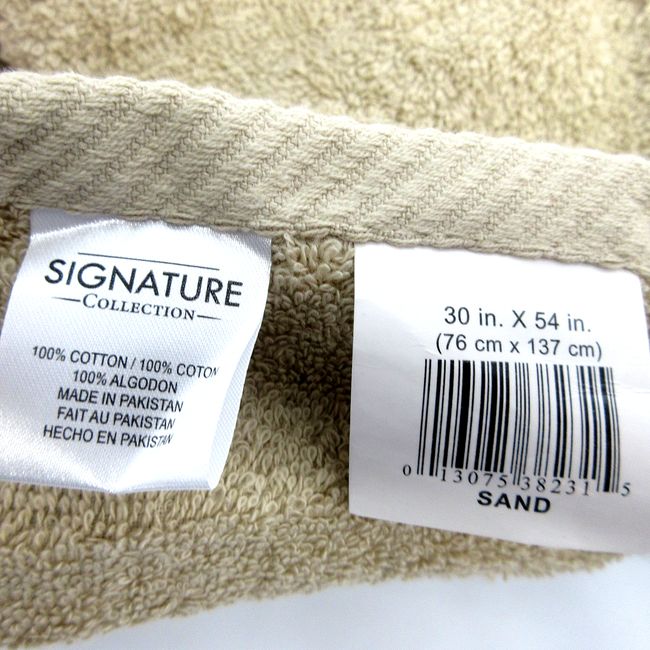 SIGNATURE
COLLECTION
100% COTTON / 100% COTON
100% ALGODON
MADE IN PAKISTAN
FAIT AU PAKISTAN
HECHO EN PAKISTAN
30 in. X 54 in.
(76 cm x 137 cm)
0 13075 38231 5
SAND